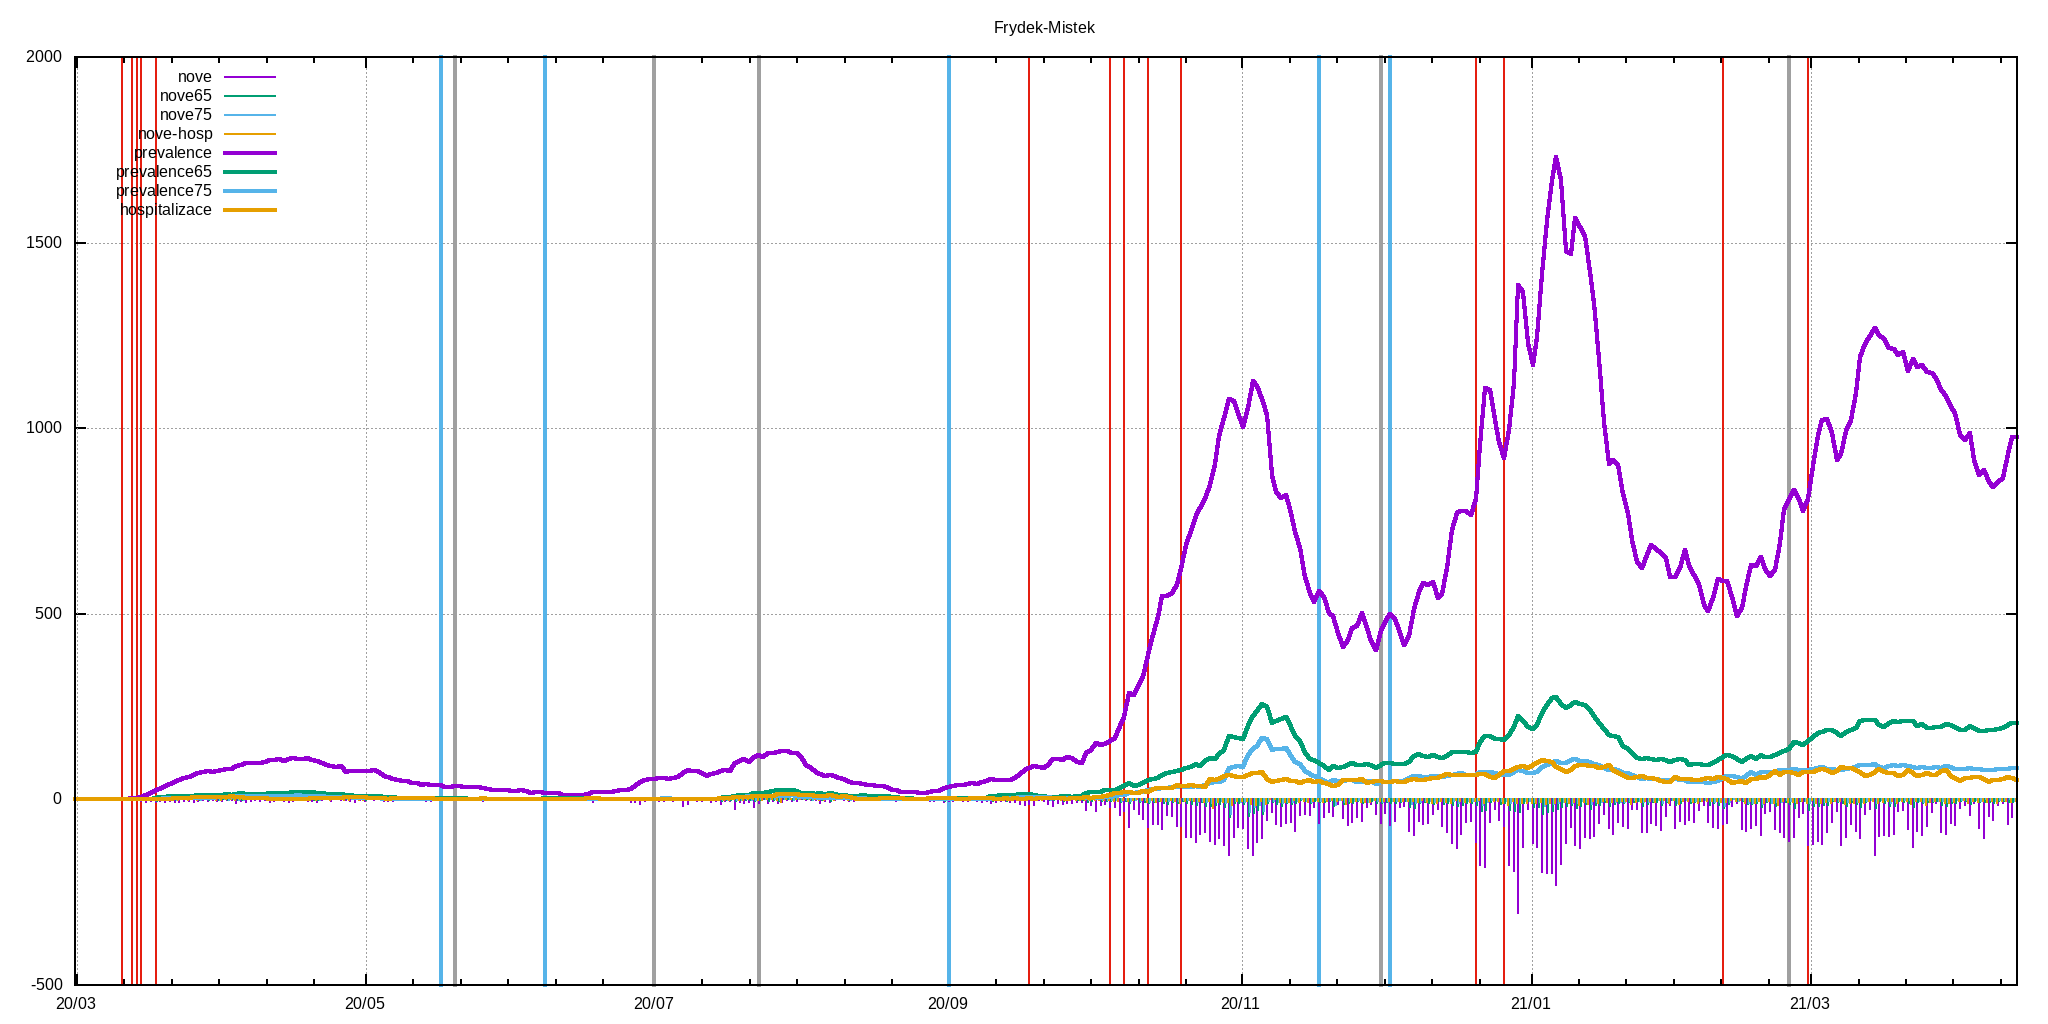 Frydek-Mistek
2000
1500
1000
500
0
-500
nove
nove65
nove75
nove-hosp
prevalence
prevalence65
prevalence75
hospitalizace
20/03
20/05
20/07
20/09
20/11
21/01
21/03